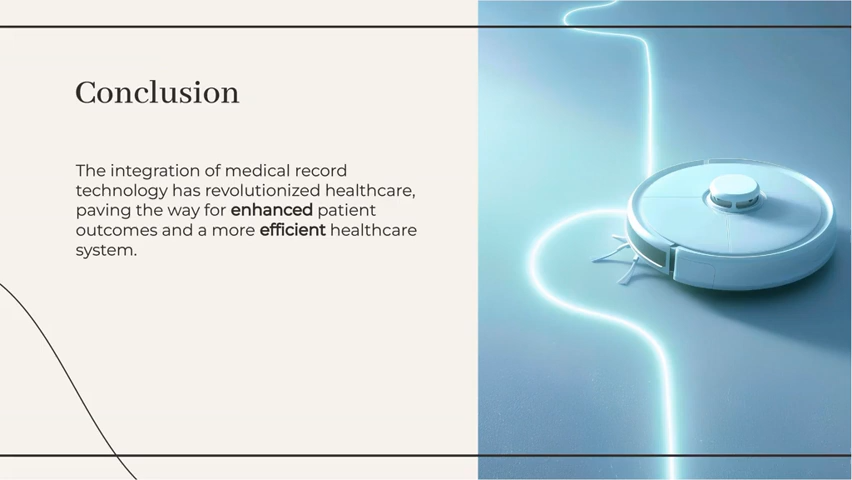 Conclusion
The integration of medical record
technology has revolutionized healthcare,
paving the way for enhanced patient
outcomes and a more efficient healthcare
system.